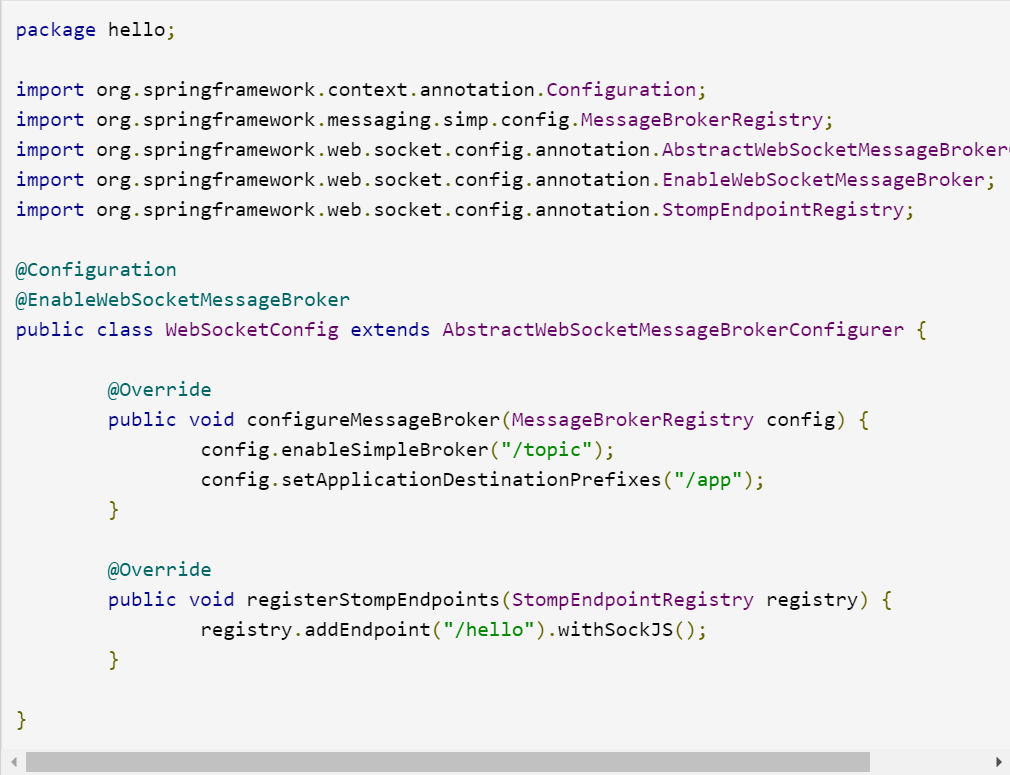 package hello;
import org.springframework.context.annotation.Configuration;
import org.springframework.messaging.simp.config.MessageBrokerRegistry;
import org.springframework.web.socket.config.annotation.AbstractWebSocketMessageBroker
import org.springframework.web.socket.config.annotation.EnableWebSocketMessageBroker;
import org.springframework.web.socket.config.annotation.StompEndpointRegistry;
@Configuration
@EnableWebSocketMessageBroker
public class WebSocketConfig extends AbstractWebSocketMessageBrokerConfigurer {
@Override
public void configureMessageBroker(MessageBrokerRegistry config) {
config.enableSimpleBroker("/topic");
config.setApplicationDestinationPrefixes("/app");
}
@Override
public void registerStompEndpoints(StompEndpointRegistry registry) {
registry.addEndpoint("/hello").withSockJS();
}
}